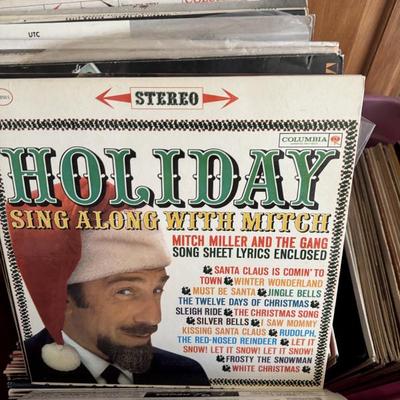 UTC
STEREO
COLUMBIA
HOLIDAY
SING ALONG WITH MITCH
MITCH MILLER AND THE GANG
SONG SHEET LYRICS ENCLOSED
SANTA CLAUS IS COMIN' TO
TOWN WINTER WONDERLAND
MUST BE SANTA JINGLE BELLS
THE TWELVE DAYS OF CHRISTMAS
SLEIGH RIDE THE CHRISTMAS SONG
SILVER BELLS I SAW MOMMY
KISSING SANTA CLAUS RUDOLPH,
THE RED-NOSED REINDEER LET IT
SNOW! LET IT SNOW! LET IT SNOW!
FROSTY THE SNOWMAN
WHITE CHRISTMAS